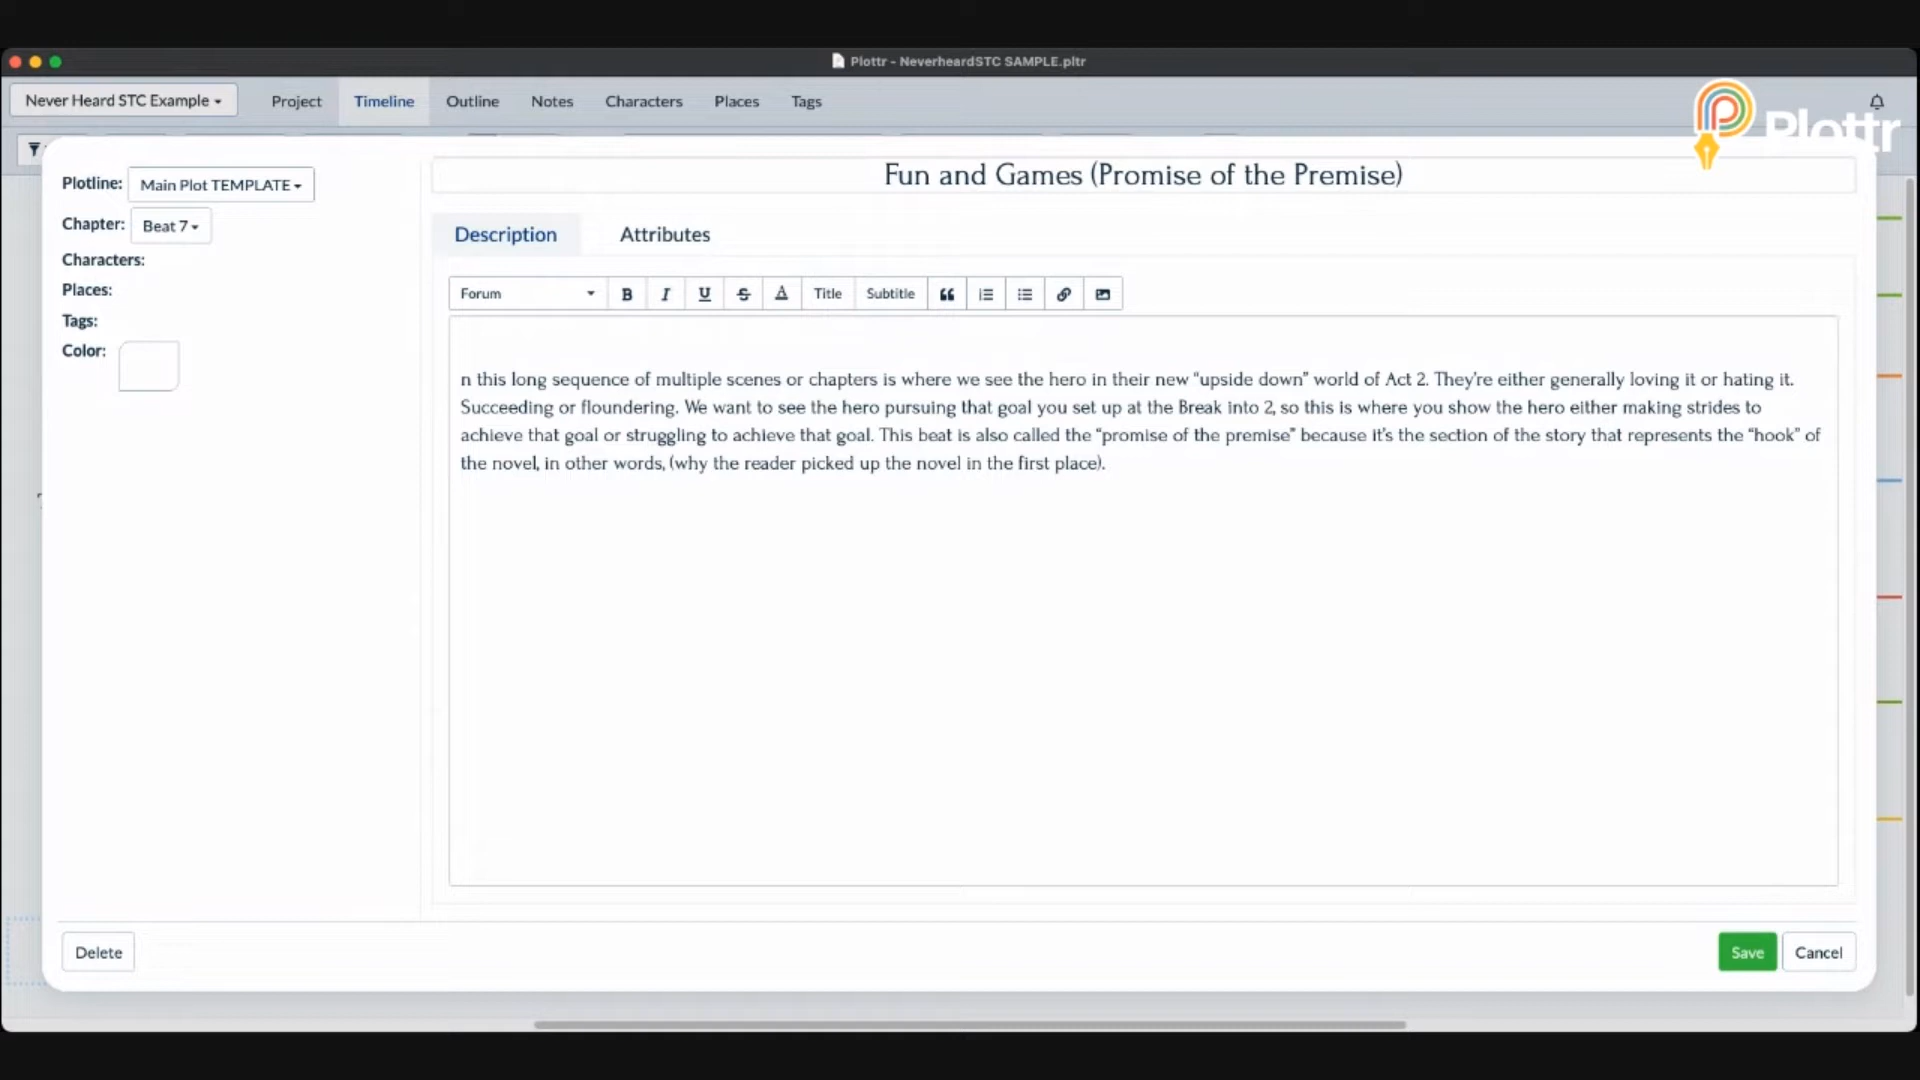 Plottr - NeverheardSTC SAMPLE.pltr
Never Heard STC Example
Project
Timeline
Outline
Notes
Characters
Places
Tags
Plottr
Plotline:
Main Plot TEMPLATE
Chapter:
Beat 7
Characters:
Places:
Tags:
Color:
Fun and Games (Promise of the Premise)
Description
Attributes
Forum
B
I
U
S
A
Title
Subtitle
n this long sequence of multiple scenes or chapters is where we see the hero in their new “upside down” world of Act 2. They’re either generally loving it or hating it.
Succeeding or floundering. We want to see the hero pursuing that goal you set up at the Break into 2, so this is where you show the hero either making strides to
achieve that goal or struggling to achieve that goal. This beat is also called the “promise of the premise” because it’s the section of the story that represents the “hook” of
the novel, in other words, (why the reader picked up the novel in the first place).
Delete
Save
Cancel